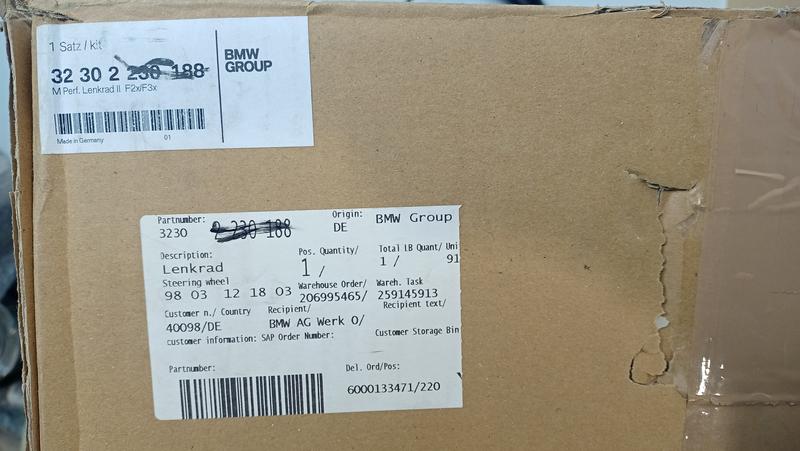 1 Satz / kit
32 30 2 230 188
M Perf. Lenkrad II F2x/F3x
Made in Germany
01
BMW
GROUP
Partnumber:
3230 2 230 188
Origin:
DE
BMW Group
Description:
Lenkrad
Steering wheel
98 03 12 18 03
Pos. Quantity/
1 /
Total LB Quant/ Uni
1 / 91
Warehouse Order/
206995465/
Wareh. Task
259145913
Customer n./ Country
40098/DE
Recipient/
BMW AG Werk 0/
Recipient text/
customer information: SAP Order Number:
Customer Storage Bin
Partnumber:
Del. Ord/Pos:
6000133471/220